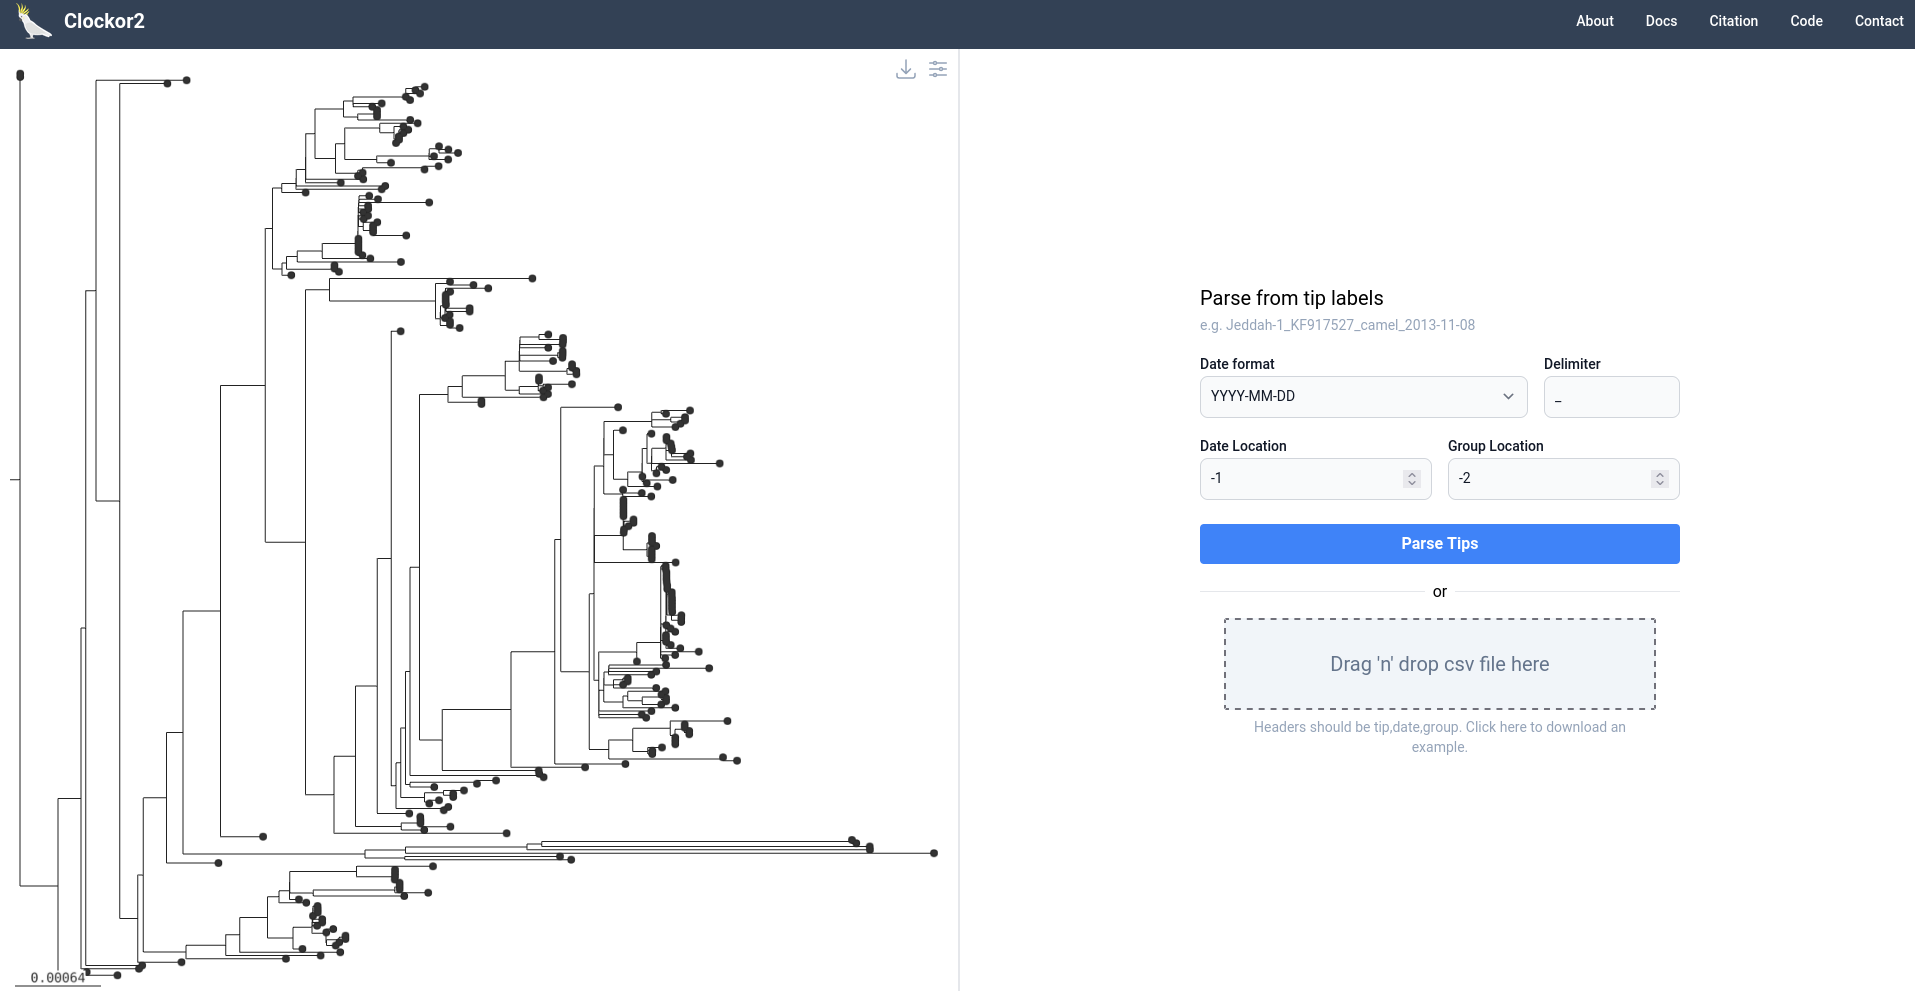 Clockor2
About
Docs
Citation
Code
Contact
0.00064
Parse from tip labels
e.g. Jeddah-1_KF917527_camel_2013-11-08
Date format
Delimiter
YYYY-MM-DD
_
Date Location
Group Location
-1
-2
Parse Tips
or
Drag 'n' drop csv file here
Headers should be tip,date,group. Click here to download an
example.